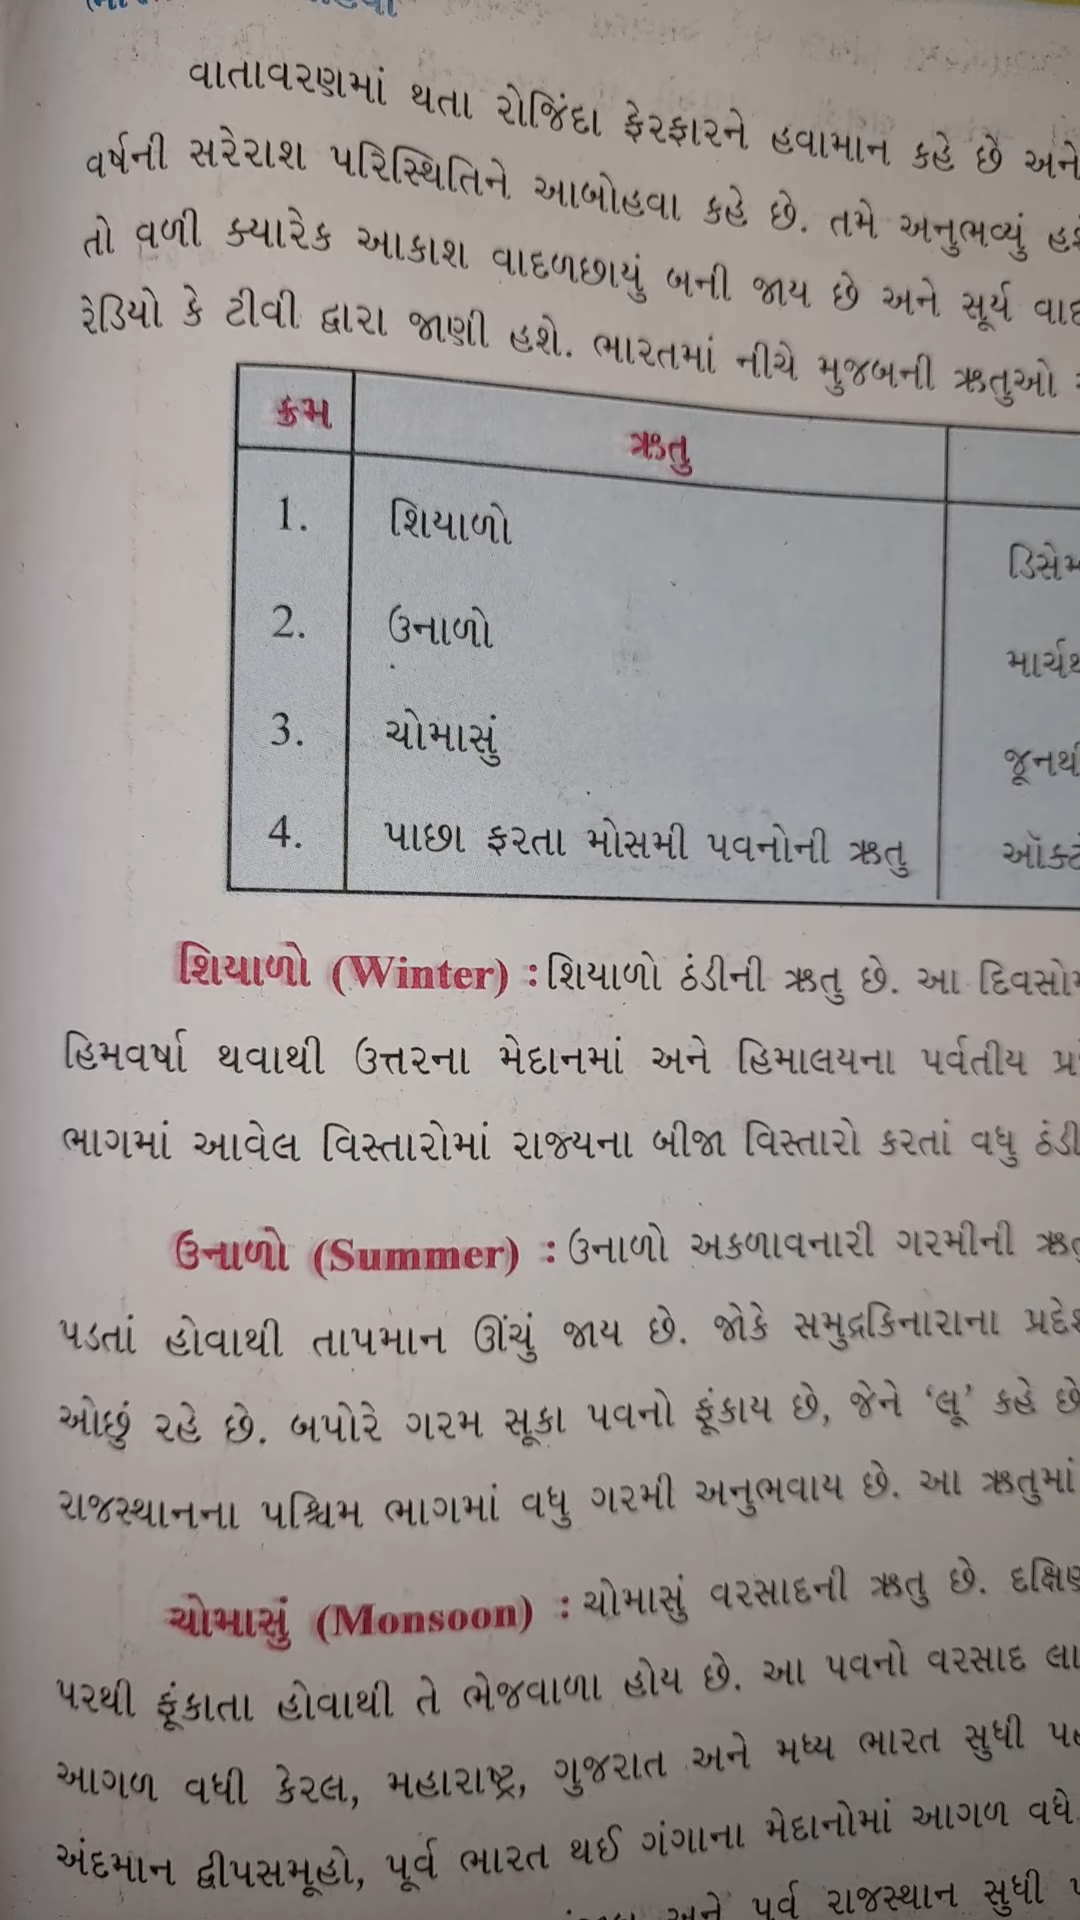 વાતાવરણમાં થતા રોજિંદા ફેરફારને હવામાન કહે છે અને
વર્ષની સરેરાશ પરિસ્થિતિને આબોહવા કહે છે. તમે અનુભવ્યું
તો વળી ક્યારેક આકાશ વાદળછાયું બની જાય છે અને સૂર્ય
રેડિયો કે ટીવી દ્વારા જાણી હશે. ભારતમાં નીચે મુજબની ઋતુઓ
ક્રમ ઋતુ
1. શિયાળો
2. ઉનાળો
3. ચોમાસું
4. પાછા ફરતા મોસમી પવનોની ઋતુ
શિયાળો (Winter) : શિયાળો ઠંડીની ઋતુ છે. આ
હિમવર્ષા થવાથી ઉત્તરના મેદાનમાં અને હિમાલયના પર્વતીય
ભાગમાં આવેલ વિસ્તારોમાં રાજ્યના બીજા વિસ્તારો કરતાં વધુ ઠંડી
ઉનાળો (Summer) : ઉનાળો અકળાવનારી ગરમીની
પડતાં હોવાથી તાપમાન ઊંચું જાય છે. જોકે સમુદ્રકિનારાના
ઓછું રહે છે. બપોરે ગરમ સૂકા પવનો ફૂંકાય છે, જેને ‘લૂ’ કહે છે
રાજસ્થાનના પશ્ચિમ ભાગમાં વધુ ગરમી અનુભવાય છે. આ ઋતુમાં
ચોમાસું (Monsoon) : ચોમાસું વરસાદની ઋતુ છે.
પરથી ફૂંકાતા હોવાથી તે ભેજવાળા હોય છે. આ પવનો વરસાદ
આગળ વધી કેરલ, મહારાષ્ટ્ર, ગુજરાત અને મધ્ય ભારત સુધી
અંદમાન દ્વીપસમૂહો, પૂર્વ ભારત થઈ ગંગાના મેદાનોમાં આગળ વધે
અને પૂર્વ રાજસ્થાન સુધી